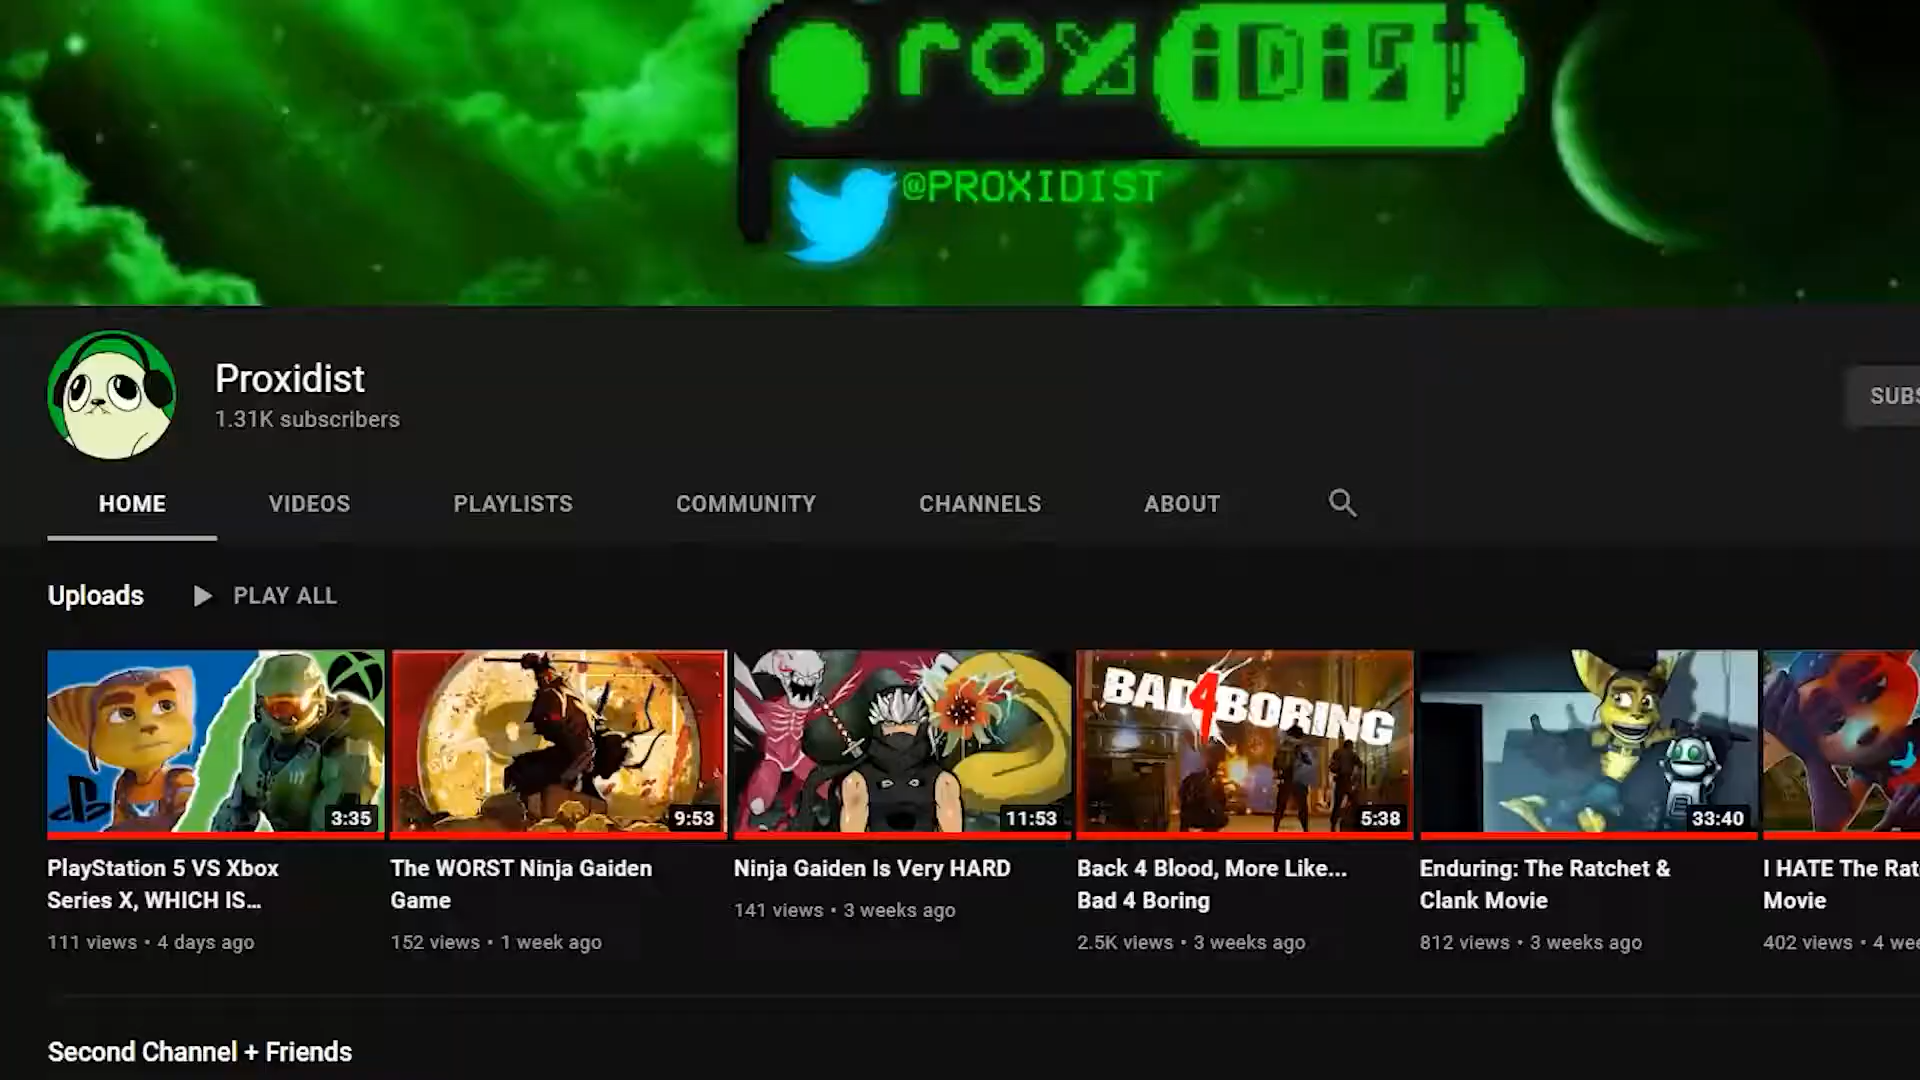 roxiDiST
@PROXIDIST
Proxidist
1.31K subscribers
SUBS
HOME VIDEOS PLAYLISTS COMMUNITY CHANNELS ABOUT
Uploads PLAY ALL
BAD 4 BORING
3:35 9:53 11:53 5:38 33:40
PlayStation 5 VS Xbox
Series X, WHICH IS...
111 views • 4 days ago
The WORST Ninja Gaiden
Game
152 views • 1 week ago
Ninja Gaiden Is Very HARD
141 views • 3 weeks ago
Back 4 Blood, More Like...
Bad 4 Boring
2.5K views • 3 weeks ago
Enduring: The Ratchet &
Clank Movie
812 views • 3 weeks ago
I HATE The Rat
Movie
402 views • 4 wee
Second Channel + Friends